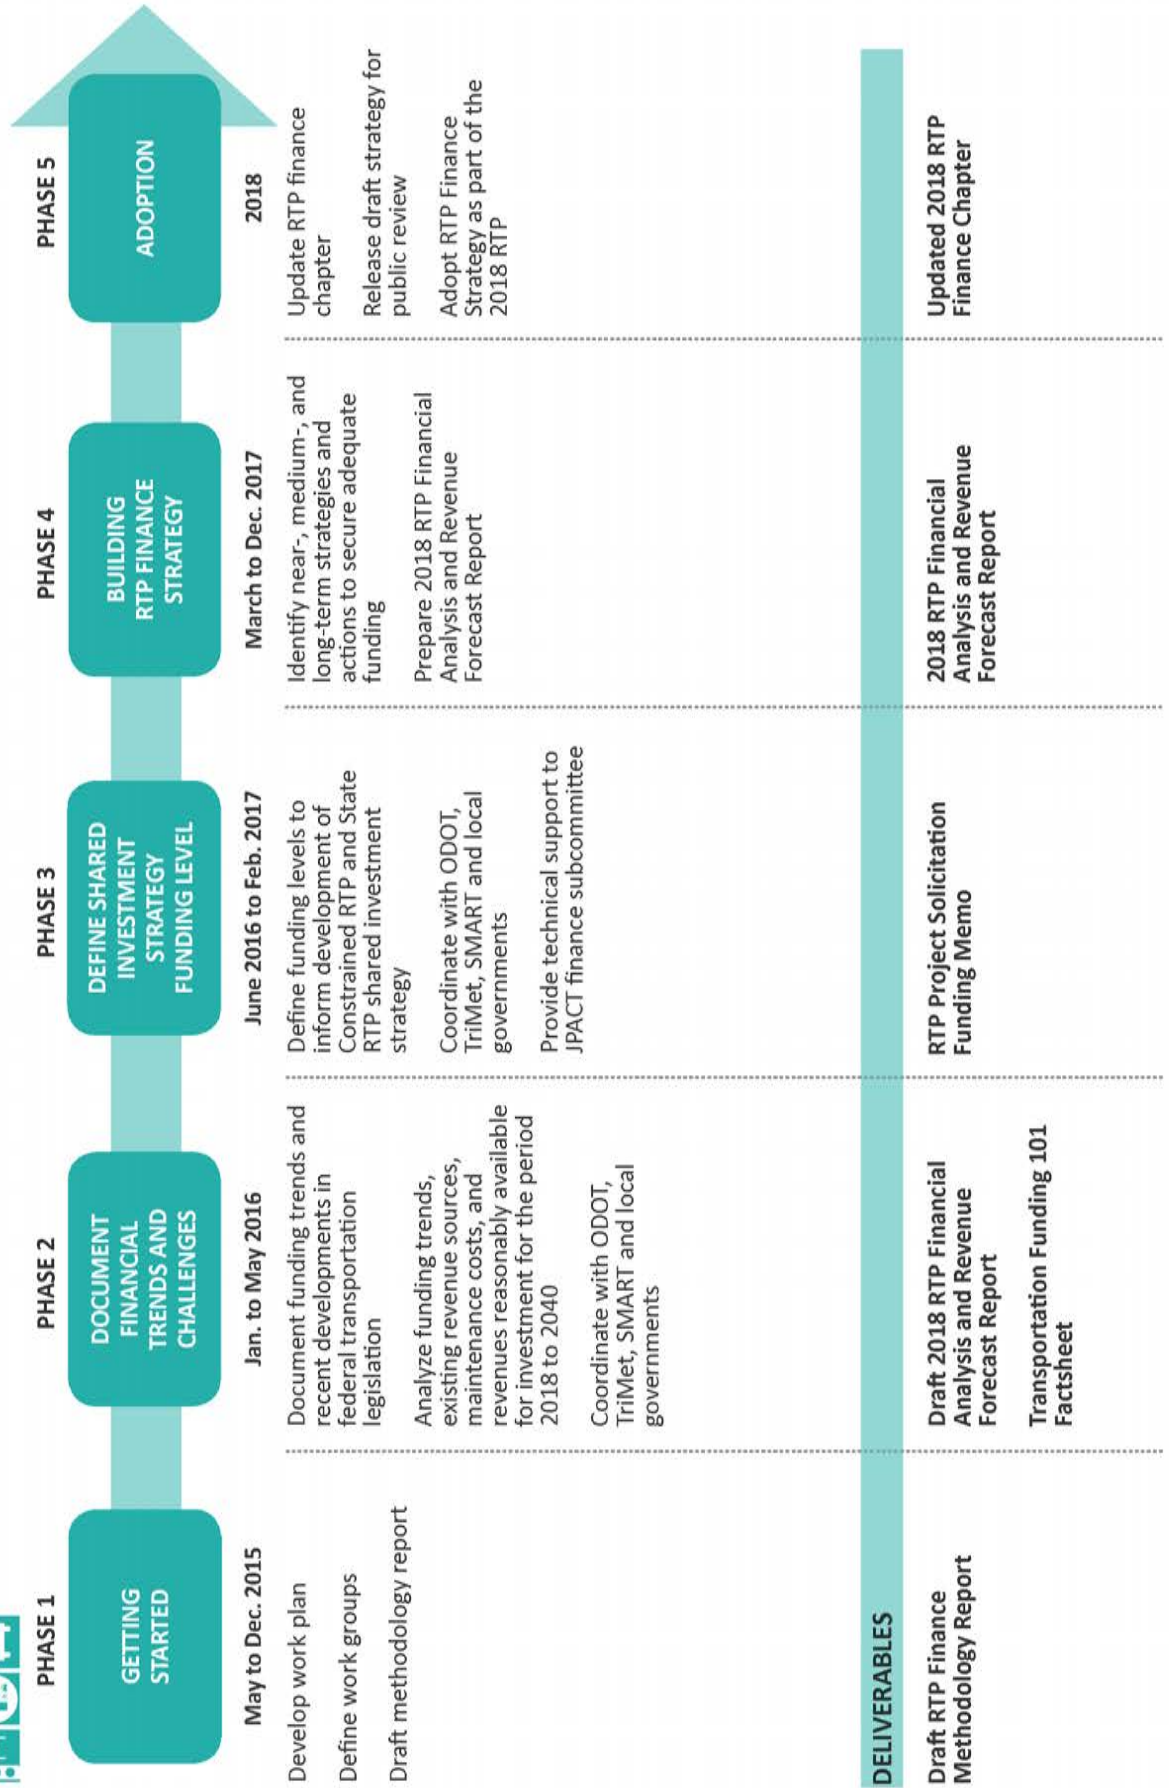 PHASE 1
GETTING
STARTED
May to Dec. 2015
Develop work plan
Define work groups
Draft methodology report
PHASE 2
DOCUMENT
FINANCIAL
TRENDS AND
CHALLENGES
Jan. to May 2016
Document funding trends and
recent developments in
federal transportation
legislation
Analyze funding trends,
existing revenue sources,
maintenance costs, and
revenues reasonably available
for investment for the period
2018 to 2040
Coordinate with ODOT,
TriMet, SMART and local
governments
PHASE 3
DEFINE SHARED
INVESTMENT
STRATEGY
FUNDING LEVEL
June 2016 to Feb. 2017
Define funding levels to
inform development of
Constrained RTP and State
RTP shared investment
strategy
Coordinate with ODOT,
TriMet, SMART and local
governments
Provide technical support to
JPACT finance subcommittee
PHASE 4
BUILDING
RTP FINANCE
STRATEGY
March to Dec. 2017
Identify near-, medium-, and
long-term strategies and
actions to secure adequate
funding
Prepare 2018 RTP Financial
Analysis and Revenue
Forecast Report
PHASE 5
ADOPTION
2018
Update RTP finance
chapter
Release draft strategy for
public review
Adopt RTP Finance
Strategy as part of the
2018 RTP
DELIVERABLES
Draft RTP Finance
Methodology Report
Draft 2018 RTP Financial
Analysis and Revenue
Forecast Report
Transportation Funding 101
Factsheet
RTP Project Solicitation
Funding Memo
2018 RTP Financial
Analysis and Revenue
Forecast Report
Updated 2018 RTP
Finance Chapter